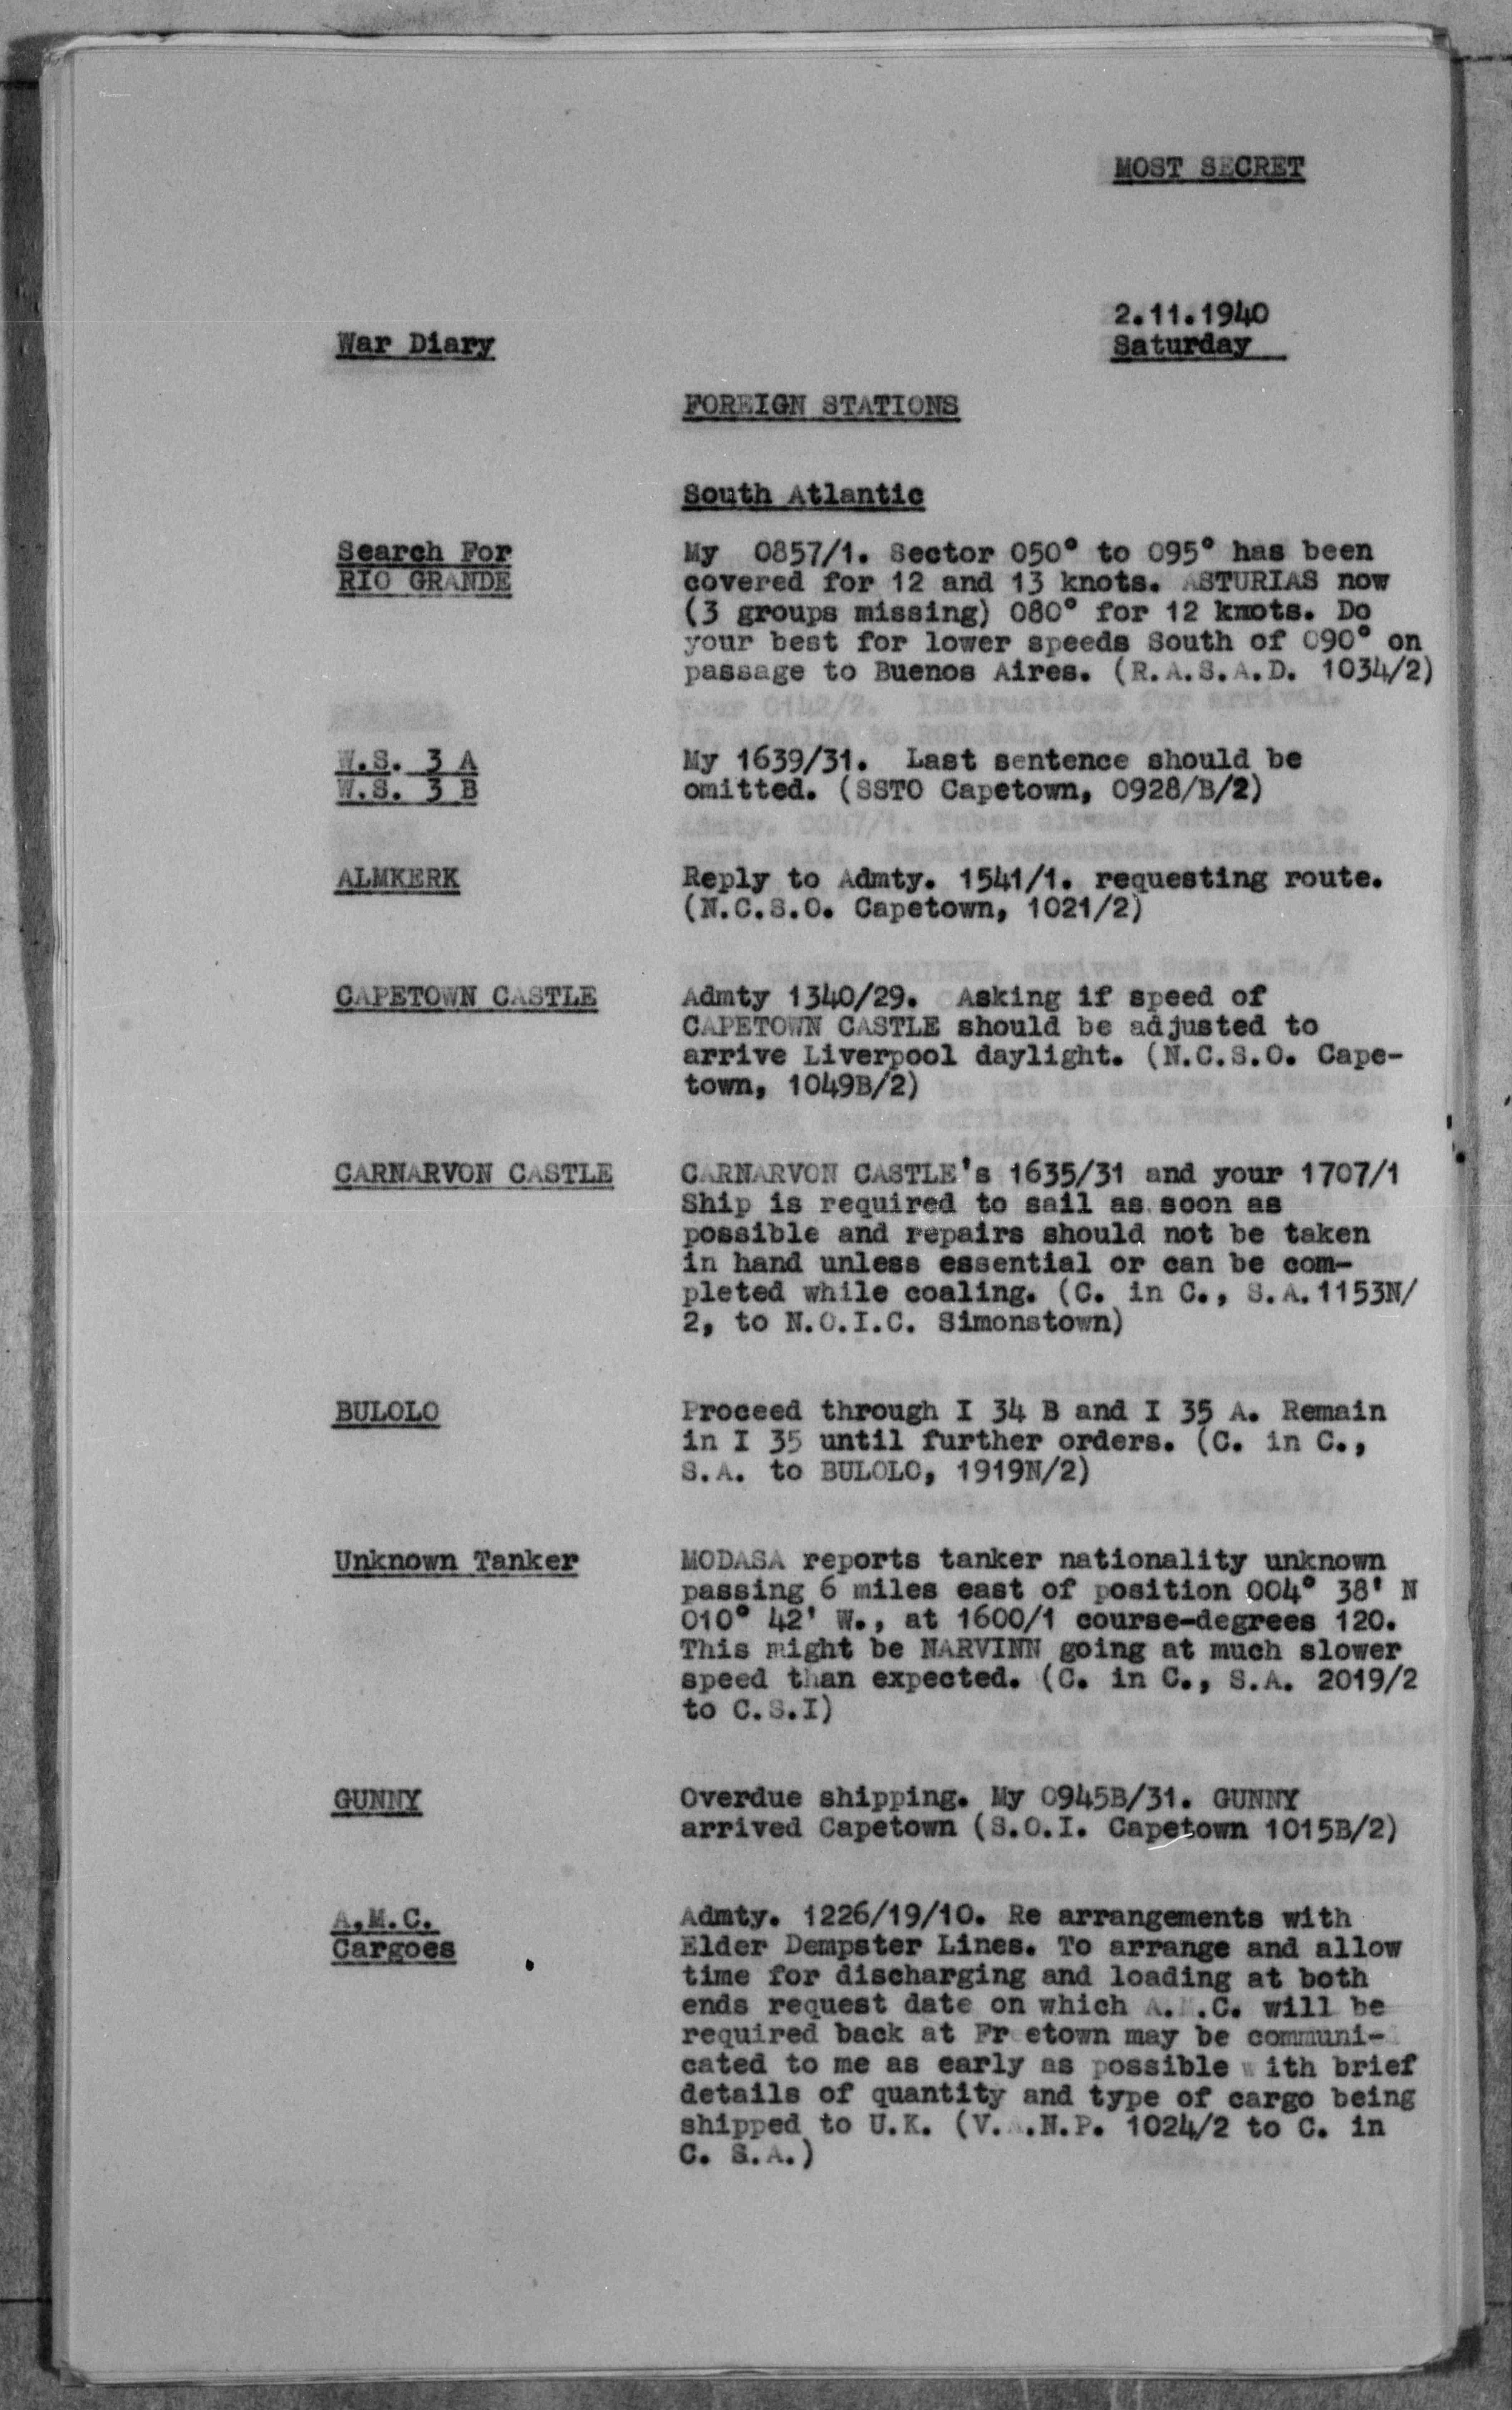 MOST SECRET
2.11.1940
War Diary
Saturday
FOREIGN STATIONS
South Atlantic
Search For
RIO GRANDE
My 0857/1. Sector 050° to 095° has been
covered for 12 and 13 knots. ASTURIAS now
(3 groups missing) 080° for 12 knots. Do
your best for lower speeds South of 090° on
passage to Buenos Aires. (R.A.S.A.D. 1034/2)
W.S. 3 A
W.S. 3 B
My 1639/31. Last sentence should be
omitted. (SSTO Capetown, 0928/B/2)
ALMKERK
Reply to Admty. 1541/1. requesting route.
(N.C.S.O. Capetown, 1021/2)
CAPETOWN CASTLE
Admty 1340/29. Asking if speed of
CAPETOWN CASTLE should be adjusted to
arrive Liverpool daylight. (N.C.S.O. Cape-
town, 1049B/2)
CARNARVON CASTLE
CARNARVON CASTLE's 1635/31 and your 1707/1
Ship is required to sail as soon as
possible and repairs should not be taken
in hand unless essential or can be com-
pleted while coaling. (C. in C., S.A.1153N/
2, to N.O.I.C. Simonstown)
BULOLO
Proceed through I 34 B and I 35 A. Remain
in I 35 until further orders. (C. in C.,
S.A. to BULOLO, 1919N/2)
Unknown Tanker
MODASA reports tanker nationality unknown
passing 6 miles east of position 004° 38' N
010° 42' W., at 1600/1 course-degrees 120.
This might be NARVINN going at much slower
speed than expected. (C. in C., S.A. 2019/2
to C.S.I)
GUNNY
Overdue shipping. My 0945B/31. GUNNY
arrived Capetown (S.O.I. Capetown 1015B/2)
A.M.C.
Cargoes
Admty. 1226/19/10. Re arrangements with
Elder Dempster Lines. To arrange and allow
time for discharging and loading at both
ends request date on which A.M.C. will be
required back at Fr etown may be communi-
cated to me as early as possible with brief
details of quantity and type of cargo being
shipped to U.K. (V. .N.P. 1024/2 to C. in
C. S.A.)